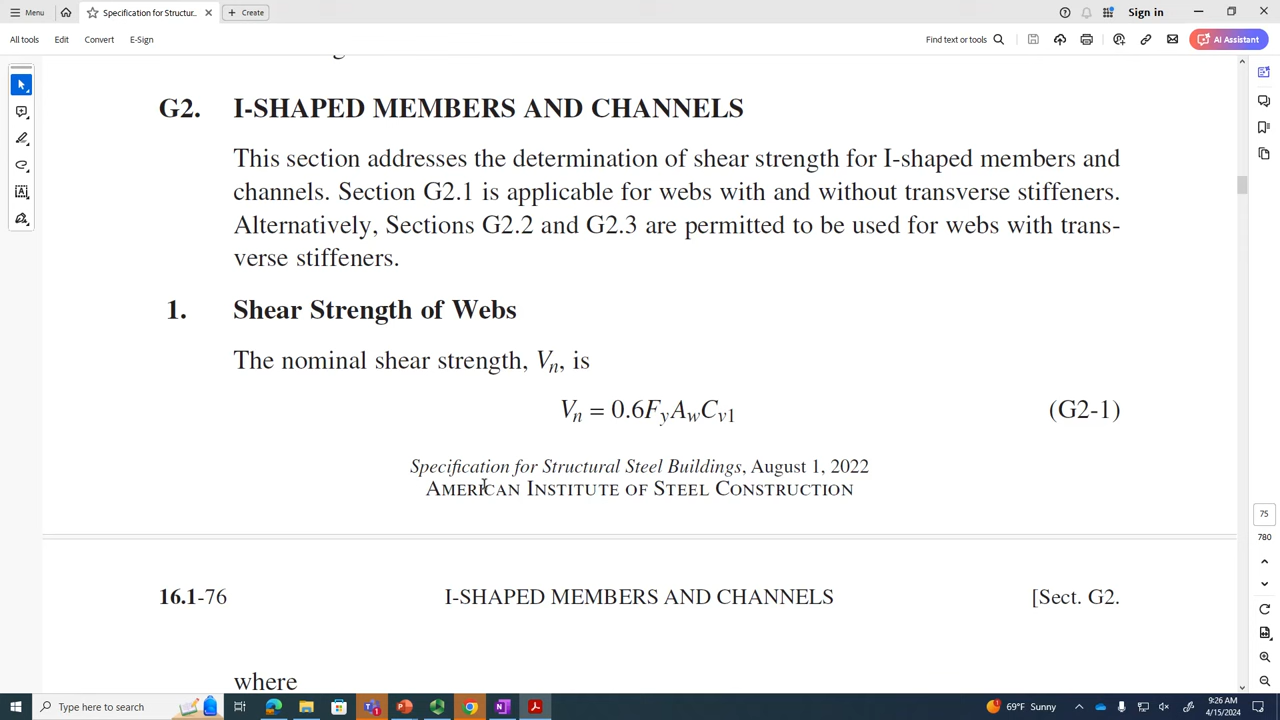 Menu
Specification for Structur...
Create
Sign in
All tools
Edit
Convert
E-Sign
Find text or tools
AI Assistant
G2. I-SHAPED MEMBERS AND CHANNELS
This section addresses the determination of shear strength for I-shaped members and
channels. Section G2.1 is applicable for webs with and without transverse stiffeners.
Alternatively, Sections G2.2 and G2.3 are permitted to be used for webs with trans-
verse stiffeners.
1. Shear Strength of Webs
The nominal shear strength, Vn, is
Vn = 0.6FyAwCv1 (G2-1)
Specification for Structural Steel Buildings, August 1, 2022
AMERICAN INSTITUTE OF STEEL CONSTRUCTION
75
780
16.1-76 I-SHAPED MEMBERS AND CHANNELS [Sect. G2.
where
Type here to search
69°F Sunny
9:26 AM
4/15/2024